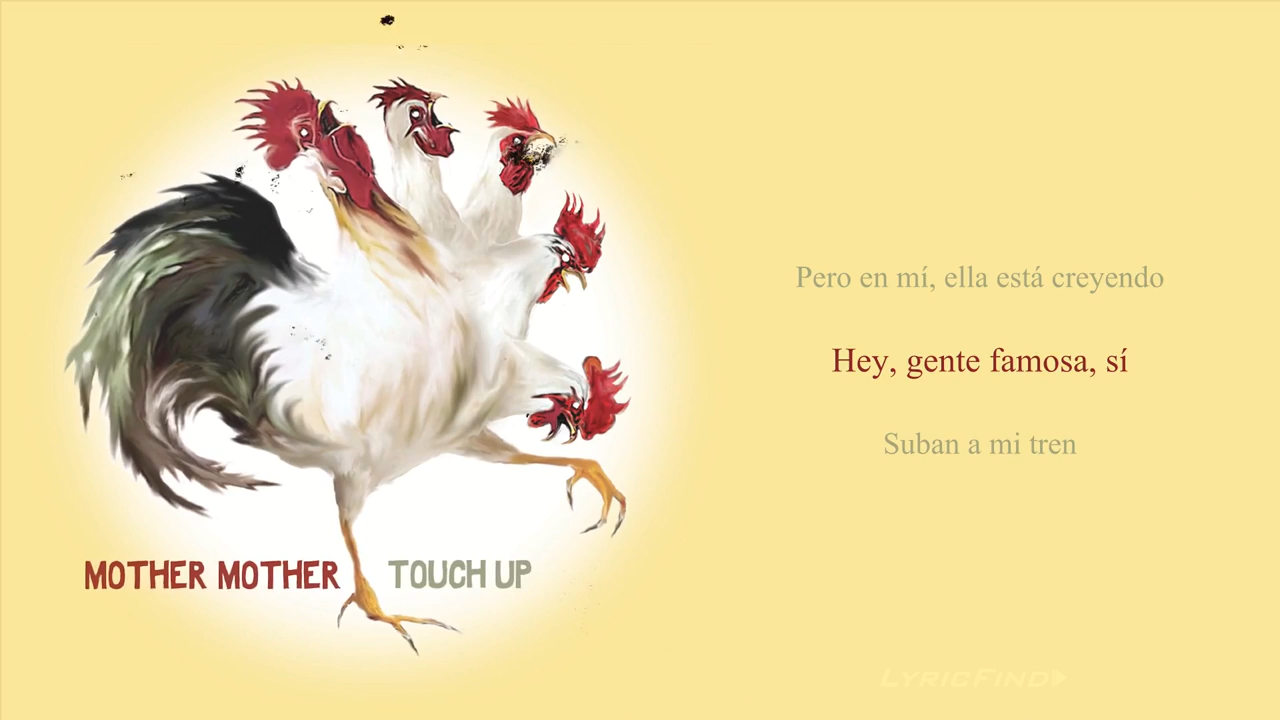 Pero en mí, ella está creyendo
Hey, gente famosa, sí
Suban a mi tren
MOTHER MOTHER TOUCH UP
LYRICFIND